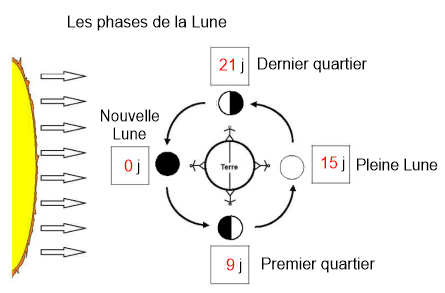 Les phases de la Lune
21 j Dernier quartier
Nouvelle
Lune
0 j
Terre
15 j Pleine Lune
9 j Premier quartier